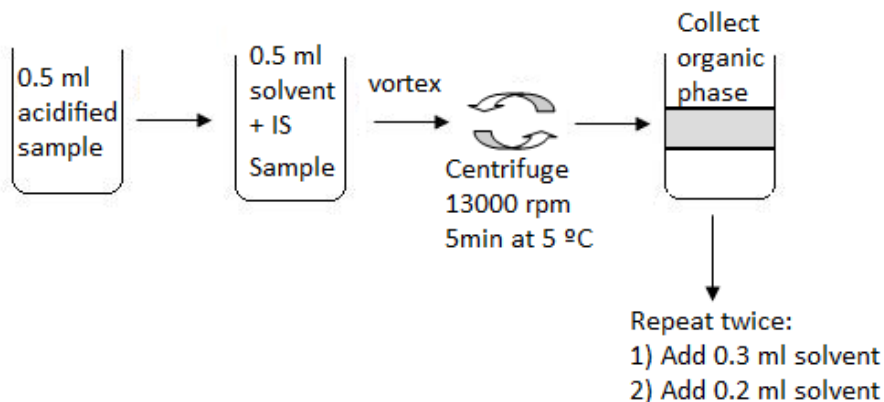 0.5 ml
acidified
sample
0.5 ml
solvent
+ IS
Sample
vortex
Centrifuge
13000 rpm
5min at 5 ºC
Collect
organic
phase
Repeat twice:
1) Add 0.3 ml solvent
2) Add 0.2 ml solvent